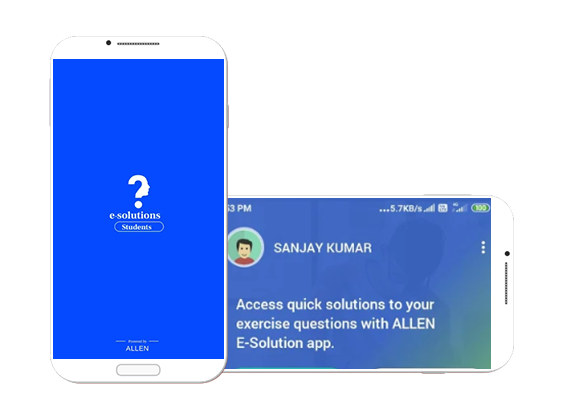 e-solutions
Students
Powered by
ALLEN
53 PM
...5.7KB/s
4G
100
SANJAY KUMAR
Access quick solutions to your
exercise questions with ALLEN
E-Solution app.